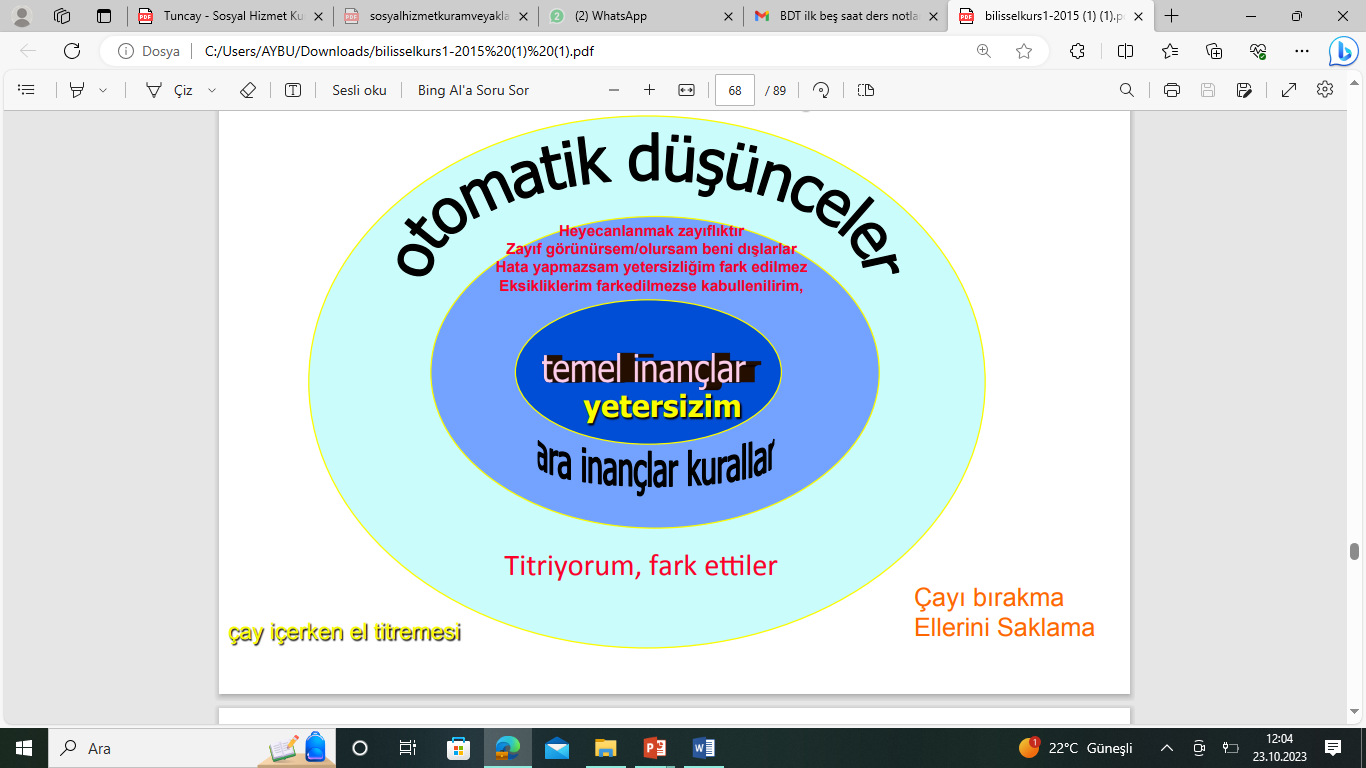 Tuncay - Sosyal Hizmet Ku
sosyalhizmetkuramveyakla
(2) WhatsApp
BDT ilk beş saat ders notla
bilisselkurs1-2015 (1) (1).p
Dosya
C:/Users/AYBU/Downloads/bilisselkurs1-2015%20(1)%20(1).pdf
Çiz
Sesli oku
Bing AI'a Soru Sor
68
/ 89
otomatik düşünceler
Heyecanlanmak zayıflıktır
Zayıf görünürsem/olursam beni dışlarlar
Hata yapmazsam yetersizliğim fark edilmez
Eksikliklerim farkedilmezse kabullenilirim,
temel inançlar
yetersizim
ara inançlar kurallar
Titriyorum, fark ettiler
çay içerken el titremesi
Çayı bırakma
Ellerini Saklama
Ara
22°C Güneşli
12:04
23.10.2023